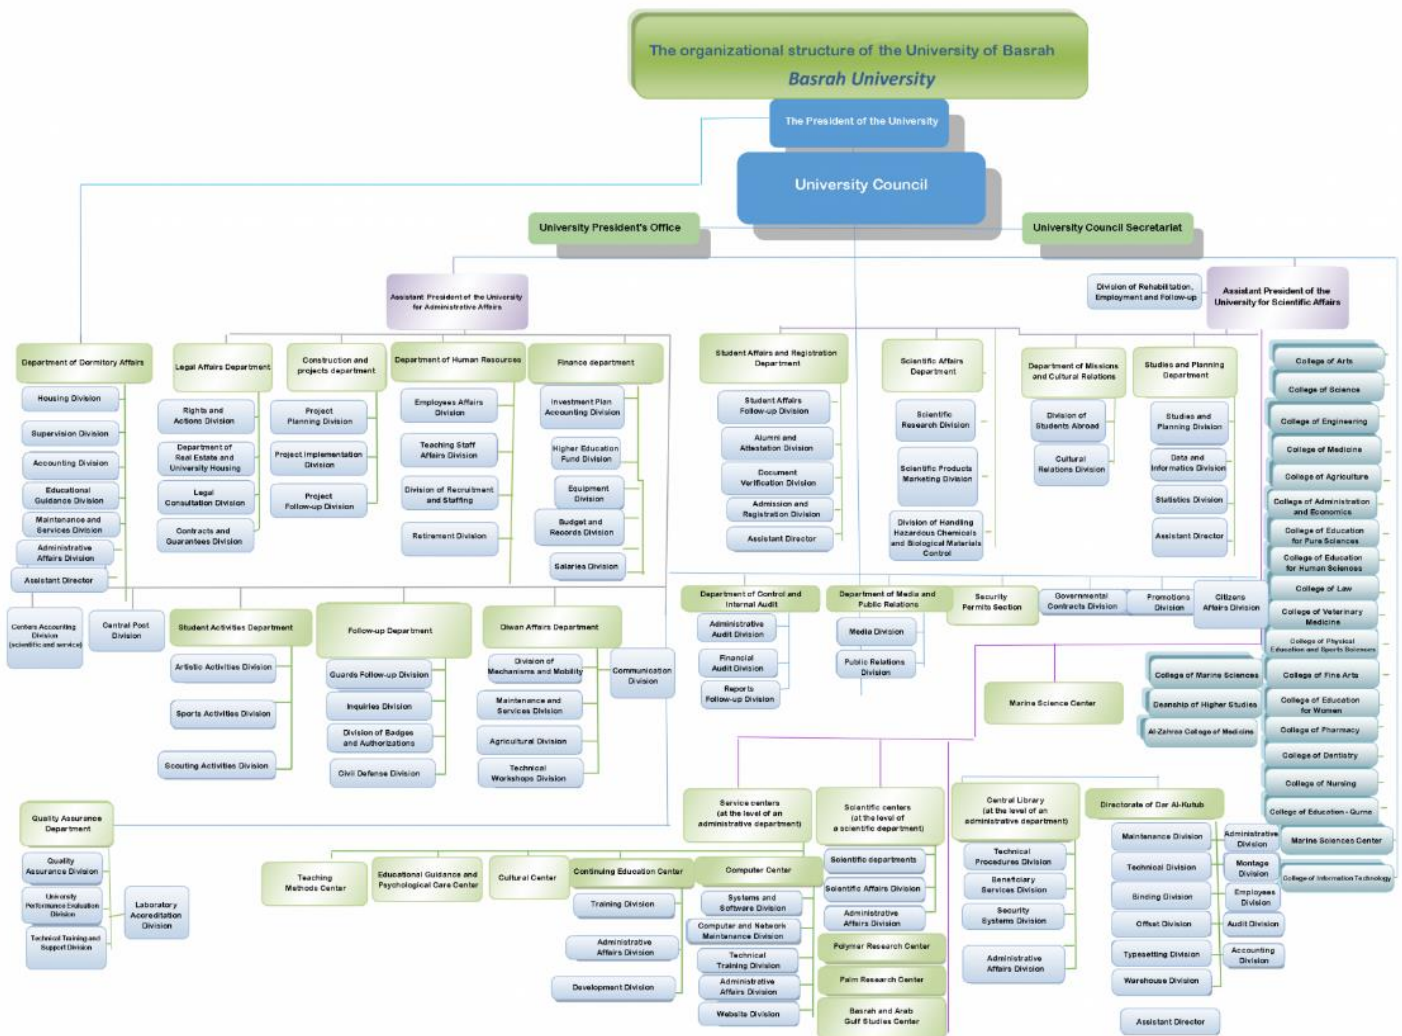 The organizational structure of the University of Basrah
Basrah University
The President of the University
University Council
University President's Office
University Council Secretariat
Assistant President of the University
for Administrative Affairs
Division of Rehabilitation,
Employment and Follow-up
Assistant President of the
University for Scientific Affairs
Department of Dormitory Affairs
Housing Division
Supervision Division
Accounting Division
Educational
Guidance Division
Maintenance and
Services Division
Administrative
Affairs Division
Assistant Director
Legal Affairs Department
Rights and
Actions Division
Department of
Real Estate and
University Housing
Legal
Consultation Division
Contracts and
Guarantees Division
Construction and
projects department
Project
Planning Division
Project Implementation
Division
Project
Follow-up Division
Department of Human Resources
Employees Affairs
Division
Teaching Staff
Affairs Division
Division of Recruitment
and Staffing
Retirement Division
Finance department
Investment Plan
Accounting Division
Higher Education
Fund Division
Equipment
Division
Budget and
Records Division
Salaries Division
Student Affairs and Registration
Department
Student Affairs
Follow-up Division
Alumni and
Attestation Division
Document
Verification Division
Admission and
Registration Division
Assistant Director
Scientific Affairs
Department
Scientific
Research Division
Scientific Products
Marketing Division
Division of Handling
Hazardous Chemicals
and Biological Materials
Control
Department of Missions
and Cultural Relations
Division of
Students Abroad
Cultural
Relations Division
Studies and Planning
Department
Studies and
Planning Division
Data and
Informatics Division
Statistics Division
Assistant Director
College of Arts
College of Science
College of Engineering
College of Medicine
College of Agriculture
College of Administration
and Economics
College of Education
for Pure Sciences
College of Education
for Human Sciences
College of Law
College of Veterinary
Medicine
College of Physical
Education and Sports Sciences
College of Fine Arts
College of Education
for Women
College of Pharmacy
College of Dentistry
College of Nursing
College of Education - Qurna
Marine Sciences Center
College of Information Technology
College of Marine Sciences
Deanship of Higher Studies
Al-Zahraa College of Medicine
Centers Accounting
Division
(scientific and service)
Central Post
Division
Student Activities Department
Artistic Activities Division
Sports Activities Division
Scouting Activities Division
Follow-up Department
Guards Follow-up Division
Inquiries Division
Division of Badges
and Authorizations
Civil Defense Division
Diwan Affairs Department
Division of
Mechanisms and Mobility
Maintenance and
Services Division
Agricultural Division
Technical
Workshops Division
Communication
Division
Department of Control and
Internal Audit
Administrative
Audit Division
Financial
Audit Division
Reports
Follow-up Division
Department of Media and
Public Relations
Media Division
Public Relations
Division
Security
Permits Section
Governmental
Contracts Division
Promotions
Division
Citizens
Affairs Division
Marine Science Center
Quality Assurance
Department
Quality
Assurance Division
University
Performance Evaluation
Division
Technical Training and
Support Division
Laboratory
Accreditation
Division
Service centers
(at the level of an
administrative department)
Teaching
Methods Center
Educational Guidance and
Psychological Care Center
Cultural Center
Continuing Education Center
Training Division
Administrative
Affairs Division
Development Division
Computer Center
Systems and
Software Division
Computer and Network
Maintenance Division
Technical
Training Division
Administrative
Affairs Division
Website Division
Scientific centers
(at the level of
a scientific department)
Scientific departments
Scientific Affairs Division
Administrative
Affairs Division
Polymer Research Center
Palm Research Center
Basrah and Arab
Gulf Studies Center
Central Library
(at the level of an
administrative department)
Technical
Procedures Division
Beneficiary
Services Division
Security
Systems Division
Administrative
Affairs Division
Directorate of Dar Al-Kutub
Maintenance Division
Technical Division
Binding Division
Offset Division
Typesetting Division
Warehouse Division
Assistant Director
Administrative
Division
Montage
Division
Employees
Division
Audit Division
Accounting
Division